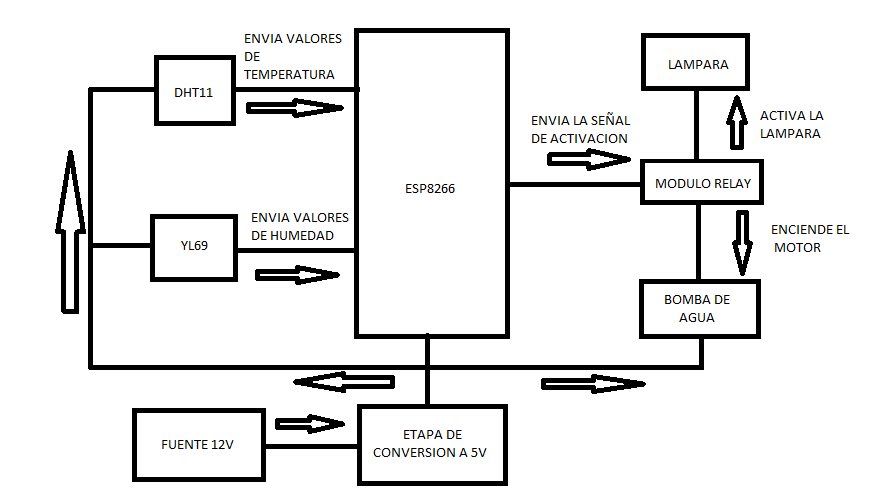 ENVIA VALORES
DE
TEMPERATURA
DHT11
LAMPARA
ENVIA LA SEÑAL
DE ACTIVACION
ACTIVA LA
LAMPARA
ESP8266
MODULO RELAY
ENVIA VALORES
DE HUMEDAD
YL69
ENCIENDE EL
MOTOR
BOMBA DE
AGUA
FUENTE 12V
ETAPA DE
CONVERSION A 5V